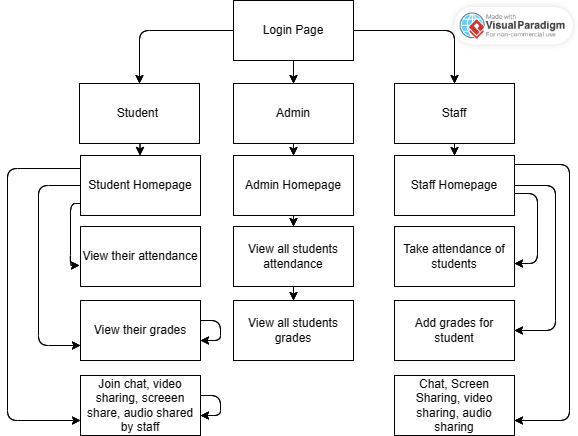 Made with
VisualParadigm
For non-commercial use
Login Page
Student
Admin
Staff
Student Homepage
Admin Homepage
Staff Homepage
View their attendance
View all students
attendance
Take attendance of
students
View their grades
View all students
grades
Add grades for
student
Join chat, video
sharing, screeen
share, audio shared
by staff
Chat, Screen
Sharing, video
sharing, audio
sharing